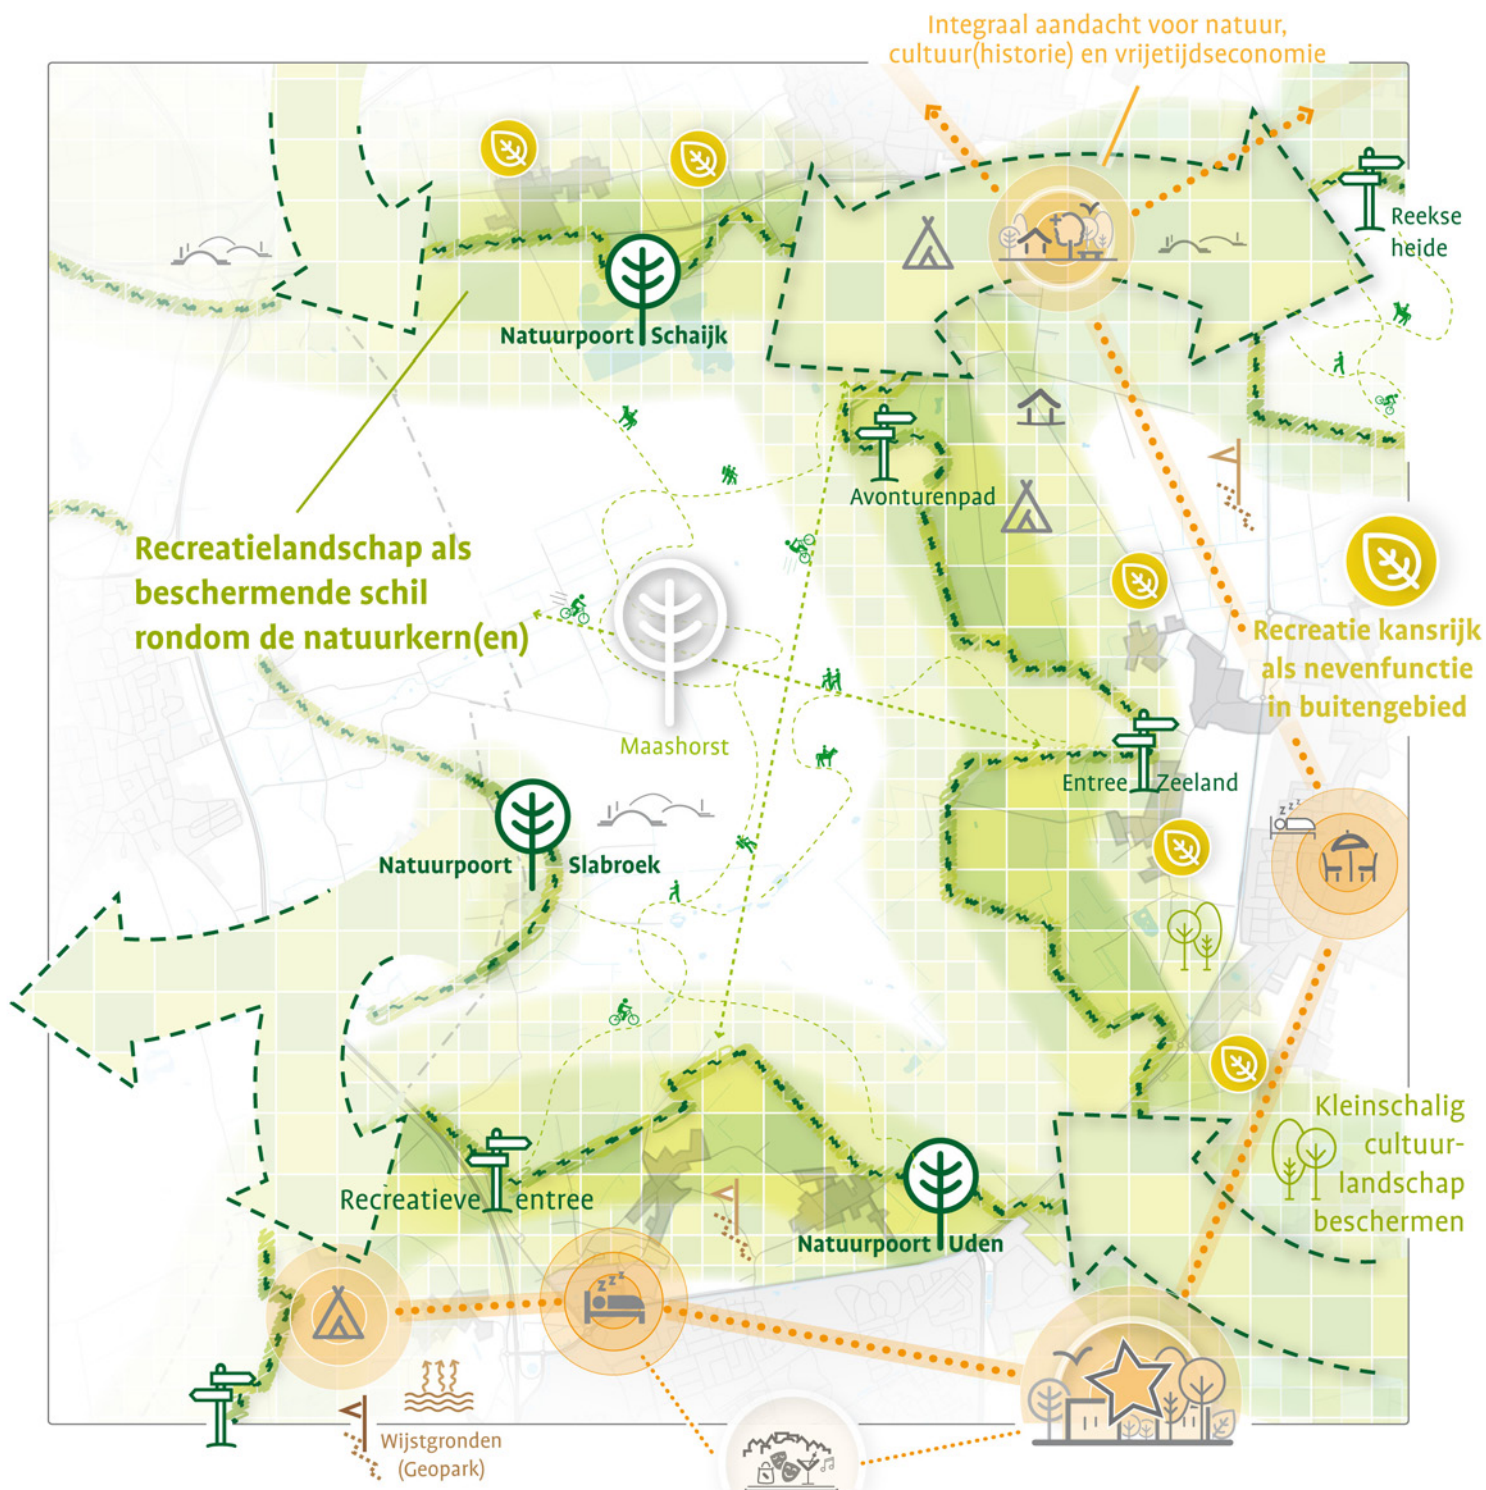 Integraal aandacht voor natuur,
cultuur(historie) en vrijetijdseconomie
Reekse
heide
Natuurpoort Schaijk
Avonturenpad
Recreatielandschap als
beschermende schil
rondom de natuurkern(en)
Recreatie kansrijk
als nevenfunctie
in buitengebied
Maashorst
Entree Zeeland
zzz
Natuurpoort Slabroek
Kleinschalig
cultuur-
landschap
beschermen
Recreatieve entree
Natuurpoort Uden
zzz
Wijstgronden
(Geopark)